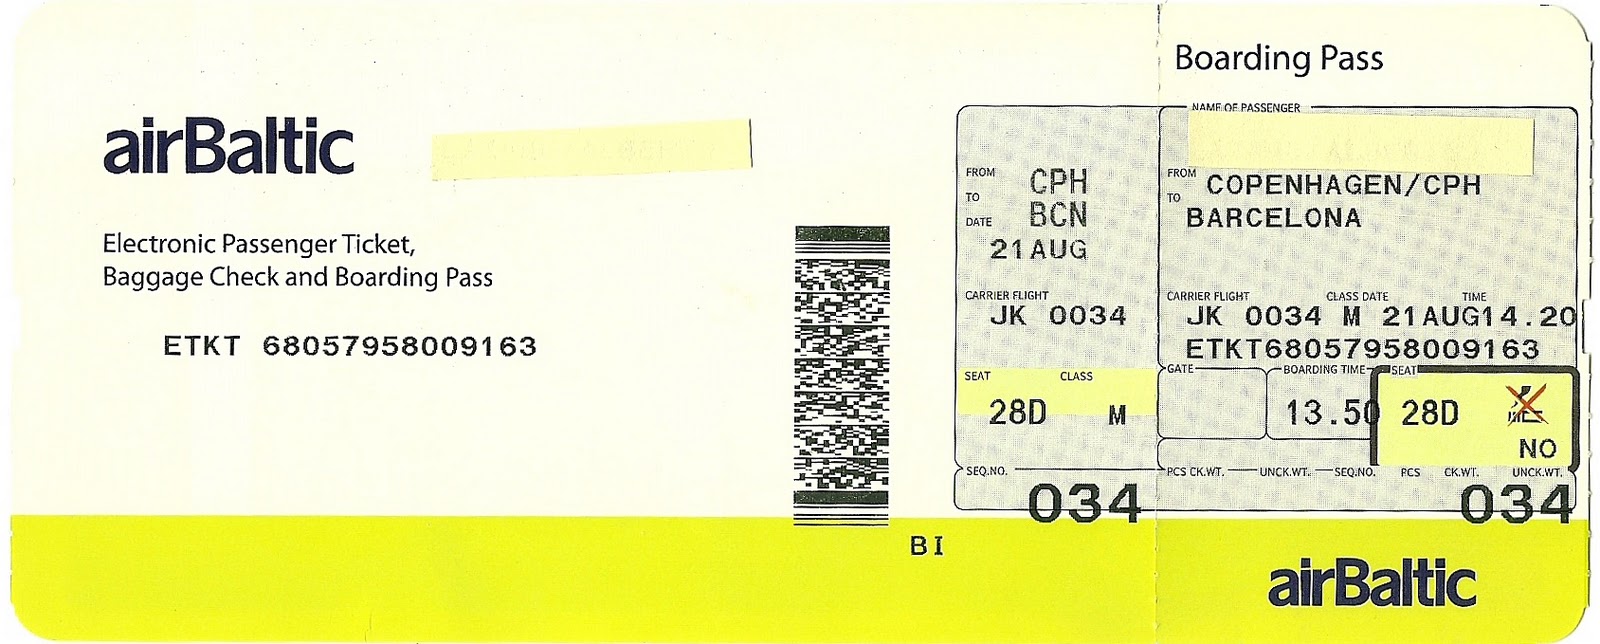 airBaltic
Electronic Passenger Ticket,
Baggage Check and Boarding Pass
ETKT 68057958009163
BI
FROM CPH
TO BCN
DATE
21AUG
CARRIER FLIGHT
JK 0034
SEAT CLASS
28D M
SEQ.NO.
034
Boarding Pass
NAME OF PASSENGER
FROM COPENHAGEN/CPH
TO BARCELONA
CARRIER FLIGHT CLASS DATE TIME
JK 0034 M 21AUG14.20
ETKT68057958009163
GATE BOARDING TIME SEAT
13.50 28D
NO
PCS CK.WT. UNCK.WT. SEQ.NO. PCS CK.WT. UNCK.WT.
034
airBaltic